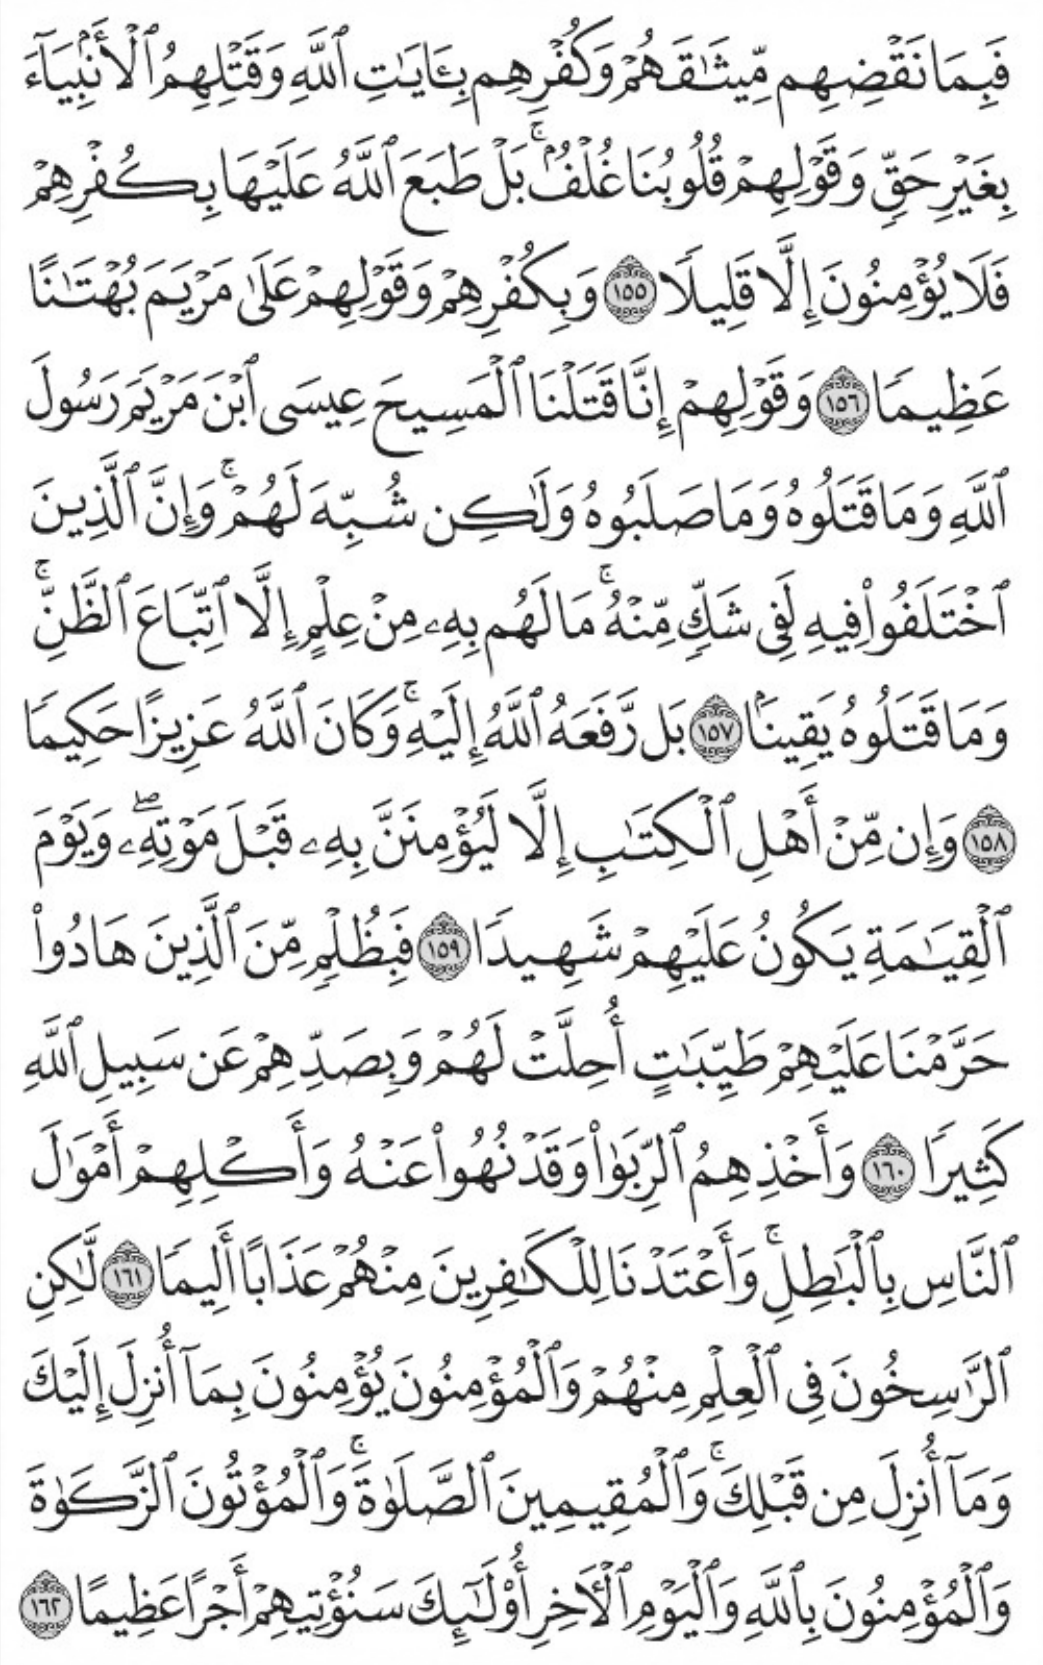 فَبِمَا نَقْضِهِم مِّيثَٰقَهُمْ وَكُفْرِهِم بِـَٔايَٰتِ ٱللَّهِ وَقَتْلِهِمُ ٱلْأَنۢبِيَآءَ
بِغَيْرِ حَقٍّ وَقَوْلِهِمْ قُلُوبُنَا غُلْفٌۢ ۚ بَلْ طَبَعَ ٱللَّهُ عَلَيْهَا بِكُفْرِهِمْ
فَلَا يُؤْمِنُونَ إِلَّا قَلِيلًا ١٥٥ وَبِكُفْرِهِمْ وَقَوْلِهِمْ عَلَىٰ مَرْيَمَ بُهْتَٰنًا
عَظِيمًا ١٥٦ وَقَوْلِهِمْ إِنَّا قَتَلْنَا ٱلْمَسِيحَ عِيسَى ٱبْنَ مَرْيَمَ رَسُولَ
ٱللَّهِ وَمَا قَتَلُوهُ وَمَا صَلَبُوهُ وَلَٰكِن شُبِّهَ لَهُمْ ۚ وَإِنَّ ٱلَّذِينَ
ٱخْتَلَفُوا۟ فِيهِ لَفِى شَكٍّ مِّنْهُ ۚ مَا لَهُم بِهِۦ مِنْ عِلْمٍ إِلَّا ٱتِّبَاعَ ٱلظَّنِّ ۚ
وَمَا قَتَلُوهُ يَقِينًۢا ١٥٧ بَل رَّفَعَهُ ٱللَّهُ إِلَيْهِ ۚ وَكَانَ ٱللَّهُ عَزِيزًا حَكِيمًا
١٥٨ وَإِن مِّنْ أَهْلِ ٱلْكِتَٰبِ إِلَّا لَيُؤْمِنَنَّ بِهِۦ قَبْلَ مَوْتِهِۦ ۖ وَيَوْمَ
ٱلْقِيَٰمَةِ يَكُونُ عَلَيْهِمْ شَهِيدًا ١٥٩ فَبِظُلْمٍ مِّنَ ٱلَّذِينَ هَادُوا۟
حَرَّمْنَا عَلَيْهِمْ طَيِّبَٰتٍ أُحِلَّتْ لَهُمْ وَبِصَدِّهِمْ عَن سَبِيلِ ٱللَّهِ
كَثِيرًا ١٦٠ وَأَخْذِهِمُ ٱلرِّبَوٰا۟ وَقَدْ نُهُوا۟ عَنْهُ وَأَكْلِهِمْ أَمْوَٰلَ
ٱلنَّاسِ بِٱلْبَٰطِلِ ۚ وَأَعْتَدْنَا لِلْكَٰفِرِينَ مِنْهُمْ عَذَابًا أَلِيمًا ١٦١ لَّٰكِنِ
ٱلرَّٰسِخُونَ فِى ٱلْعِلْمِ مِنْهُمْ وَٱلْمُؤْمِنُونَ يُؤْمِنُونَ بِمَآ أُنزِلَ إِلَيْكَ
وَمَآ أُنزِلَ مِن قَبْلِكَ ۚ وَٱلْمُقِيمِينَ ٱلصَّلَوٰةَ ۚ وَٱلْمُؤْتُونَ ٱلزَّكَوٰةَ
وَٱلْمُؤْمِنُونَ بِٱللَّهِ وَٱلْيَوْمِ ٱلْـَٔاخِرِ أُو۟لَٰٓئِكَ سَنُؤْتِيهِمْ أَجْرًا عَظِيمًا ١٦٢